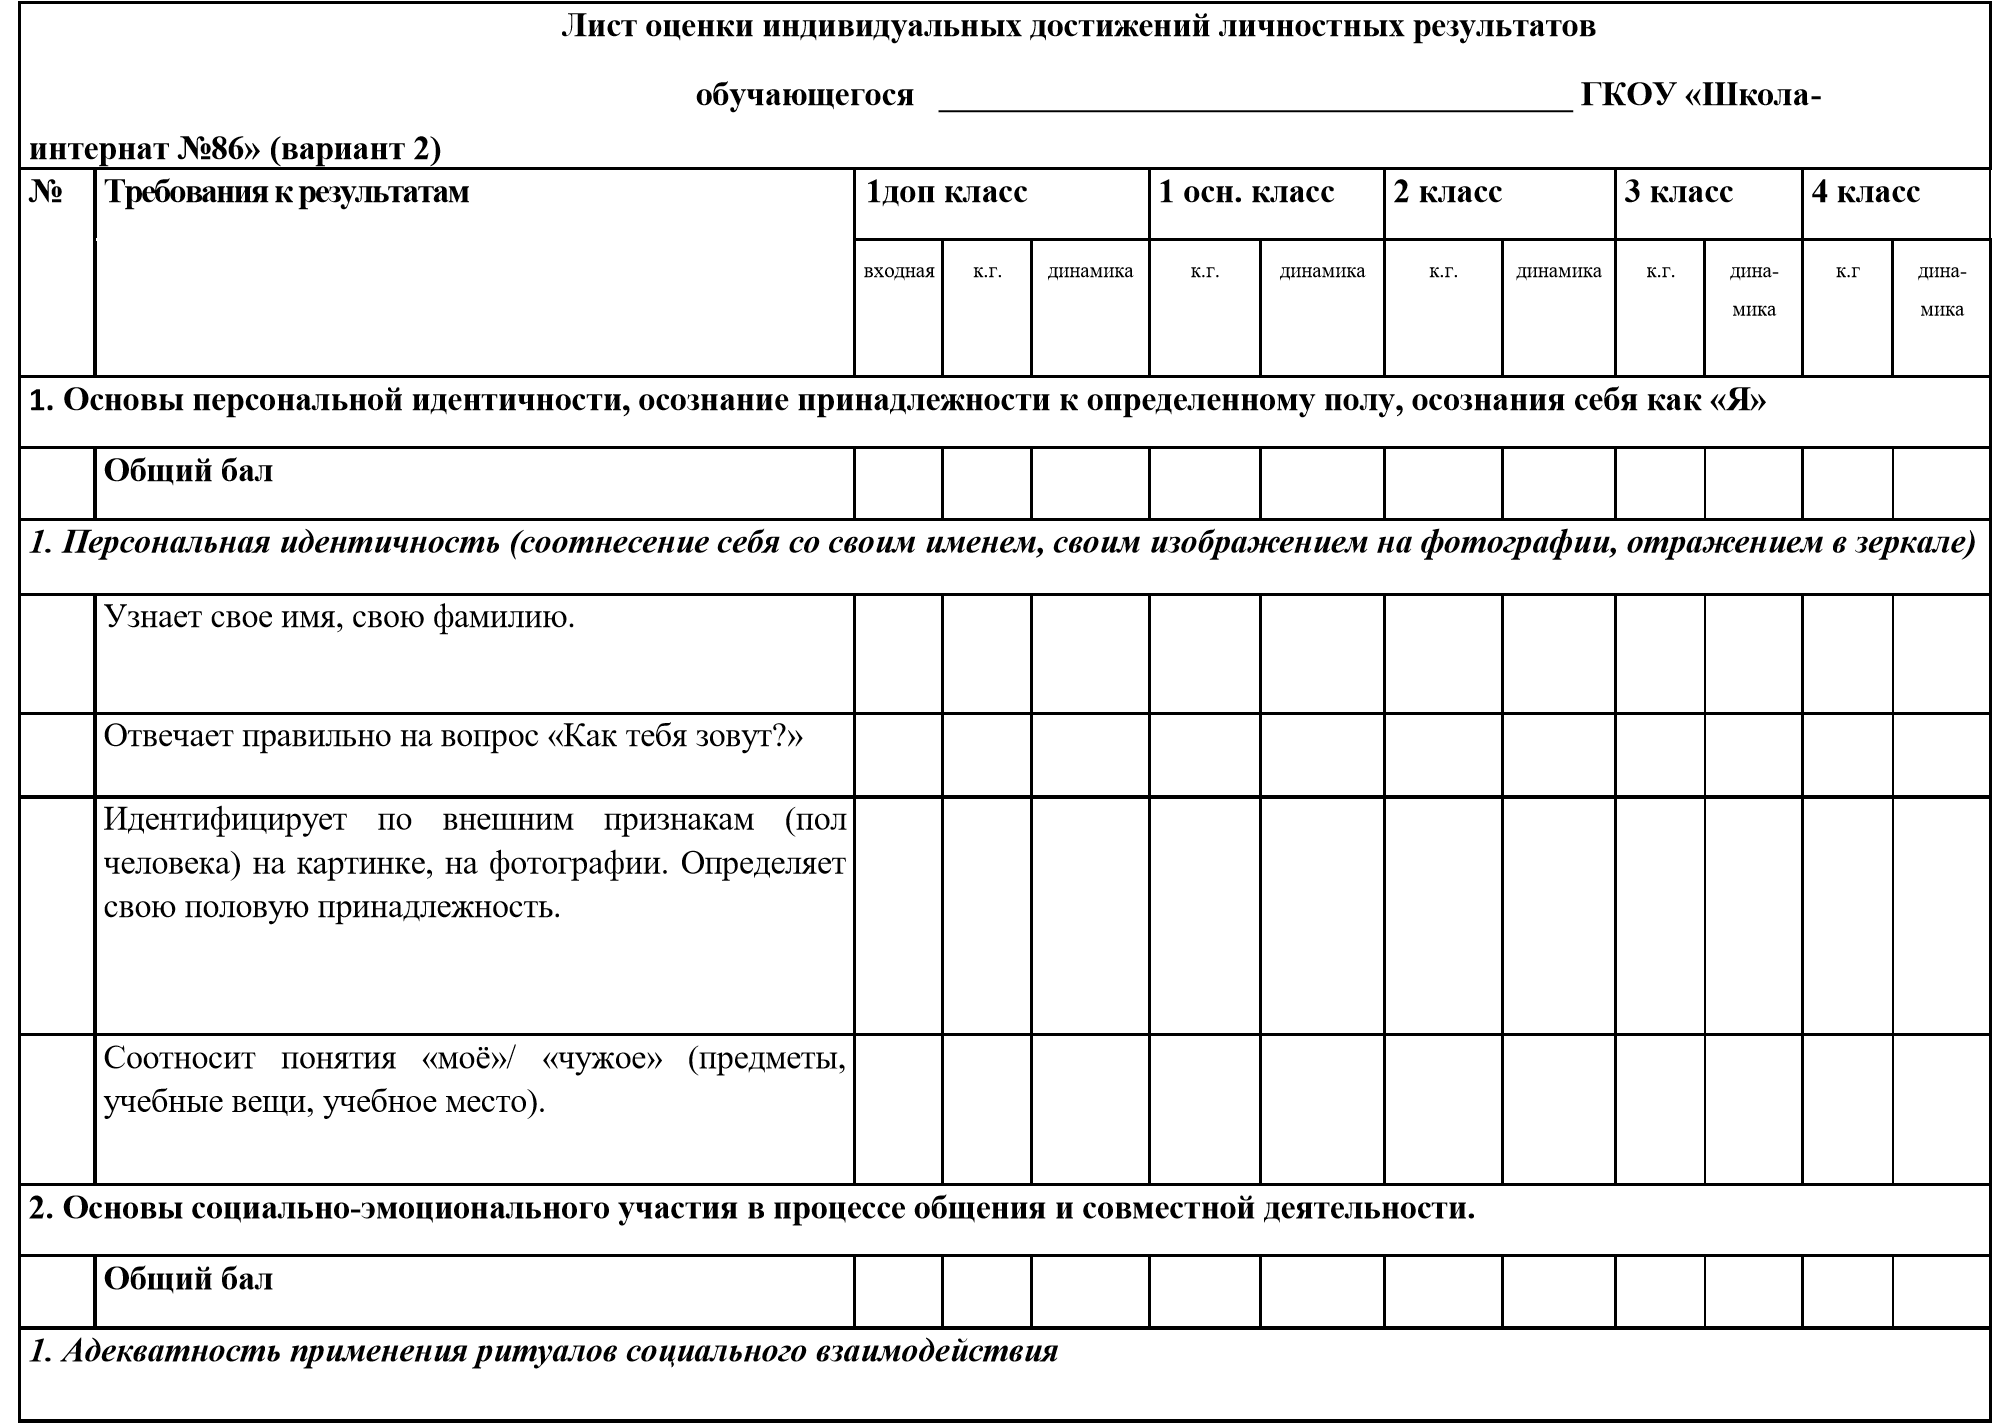 Лист оценки индивидуальных достижений личностных результатов
обучающегося ______________________________________ ГКОУ «Школа-
интернат №86» (вариант 2)
№ Требования к результатам 1доп класс 1 осн. класс 2 класс 3 класс 4 класс
входная к.г. динамика к.г. динамика к.г. динамика к.г. дина- к.г дина-
мика мика
1. Основы персональной идентичности, осознание принадлежности к определенному полу, осознания себя как «Я»
Общий бал
1. Персональная идентичность (соотнесение себя со своим именем, своим изображением на фотографии, отражением в зеркале)
Узнает свое имя, свою фамилию.
Отвечает правильно на вопрос «Как тебя зовут?»
Идентифицирует по внешним признакам (пол
человека) на картинке, на фотографии. Определяет
свою половую принадлежность.
Соотносит понятия «моё»/ «чужое» (предметы,
учебные вещи, учебное место).
2. Основы социально-эмоционального участия в процессе общения и совместной деятельности.
Общий бал
1. Адекватность применения ритуалов социального взаимодействия